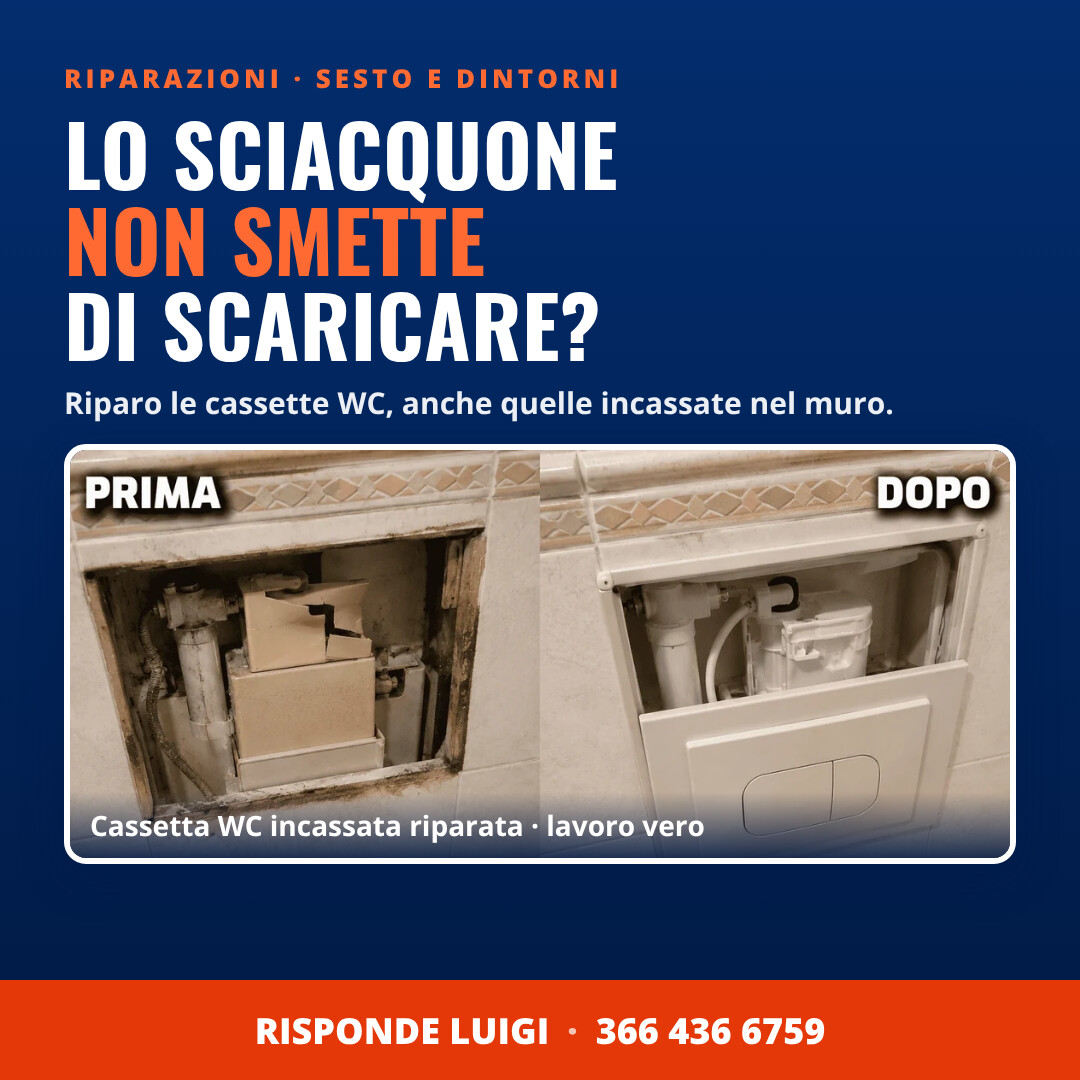 RIPARAZIONI · SESTO E DINTORNI
LO SCIACQUONE
NON SMETTE
DI SCARICARE?
Riparo le cassette WC, anche quelle incassate nel muro.
PRIMA
DOPO
Cassetta WC incassata riparata · lavoro vero
RISPONDE LUIGI · 366 436 6759